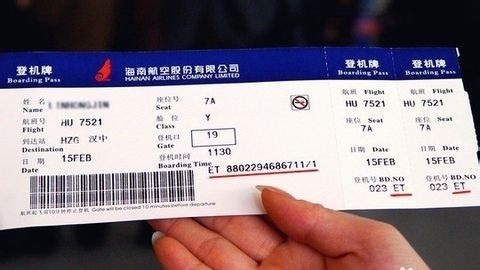 登机牌
Boarding Pass
海南航空股份有限公司
HAINAN AIRLINES COMPANY LIMITED
登机牌
Boarding Pass
登机牌
Boarding Pass
姓名
Name
座位号 7A
Seat
航班号 HU 7521
Flight
舱位 Y
Class
到达站 HZG 汉中
Destination
登机口 19
Gate
日期 15FEB
Date
登机时间 1130
Boarding Time
ET 8802294686711/1
航班起飞前10分钟停止登机 Gate will be closed 10 minutes before departure
航班 Flight
HU 7521
座位 Seat
7A
日期 Date
15FEB
登机号 BD.NO
023 ET
航班 Flight
HU 7521
座位 Seat
7A
日期 Date
15FEB
登机号 BD.NO
023 ET